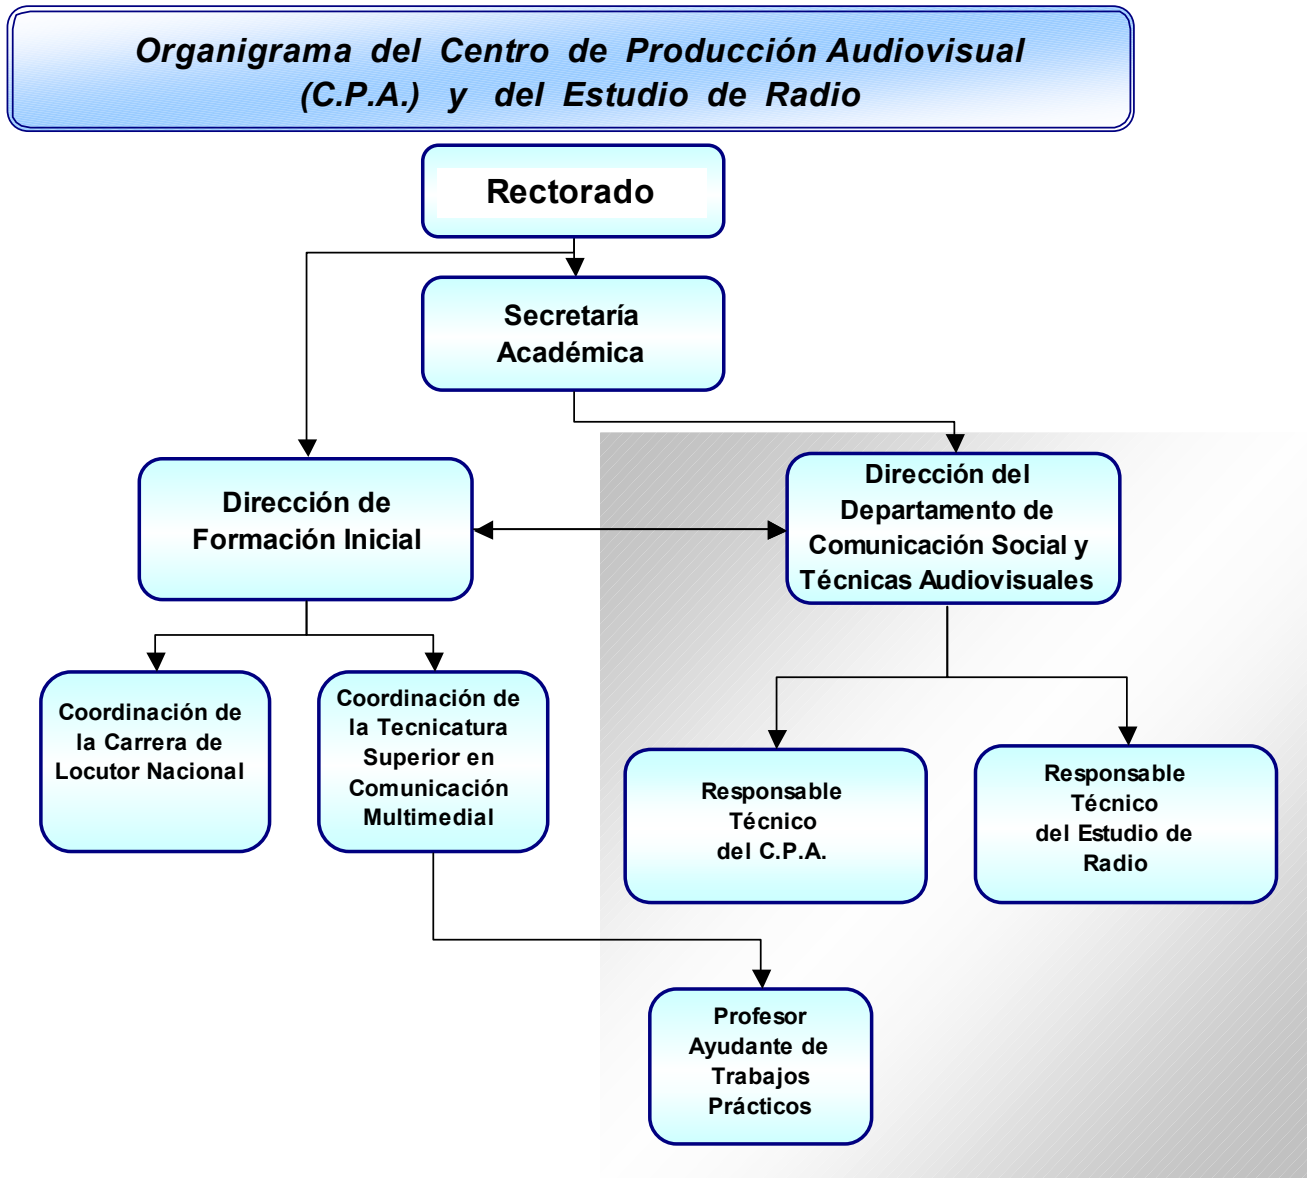 Organigrama del Centro de Producción Audiovisual
(C.P.A.) y del Estudio de Radio
Rectorado
Secretaría
Académica
Dirección de
Formación Inicial
Dirección del
Departamento de
Comunicación Social y
Técnicas Audiovisuales
Coordinación de
la Carrera de
Locutor Nacional
Coordinación de
la Tecnicatura
Superior en
Comunicación
Multimedial
Responsable
Técnico
del C.P.A.
Responsable
Técnico
del Estudio de
Radio
Profesor
Ayudante de
Trabajos
Prácticos